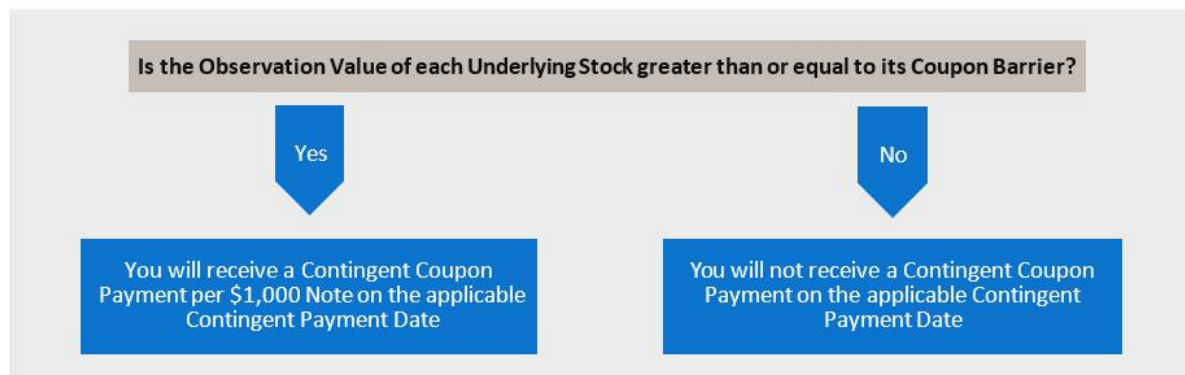 Is the Observation Value of each Underlying Stock greater than or equal to its Coupon Barrier?
Yes
No
You will receive a Contingent Coupon
Payment per $1,000 Note on the applicable
Contingent Payment Date
You will not receive a Contingent Coupon
Payment on the applicable Contingent
Payment Date